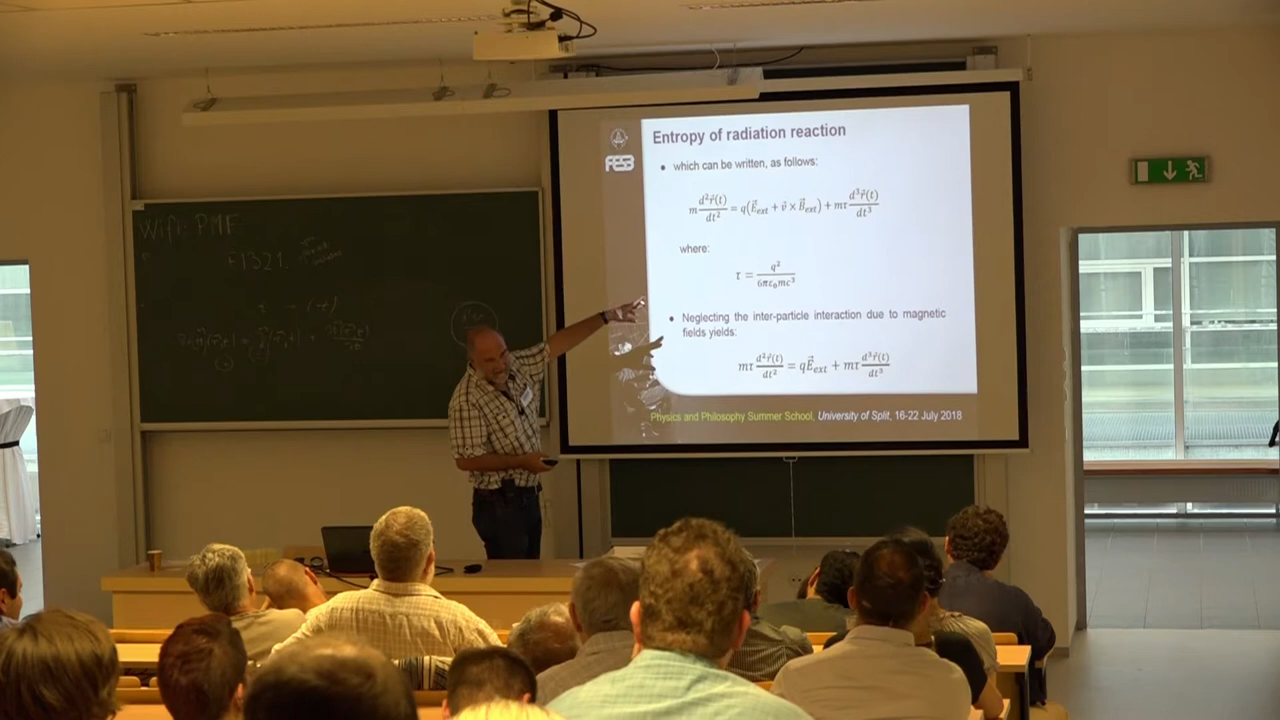 FESB
Entropy of radiation reaction
• which can be written, as follows:
m d²r⃗(t)/dt² = q(E⃗ext + v⃗ × B⃗ext) + mτ d³r⃗(t)/dt³
where:
τ = q²/6πε₀mc³
• Neglecting the inter-particle interaction due to magnetic
fields yields:
mτ d²r⃗(t)/dt² = qE⃗ext + mτ d³r⃗(t)/dt³
Physics and Philosophy Summer School, University of Split, 16-22 July 2018
Wifi: PMF